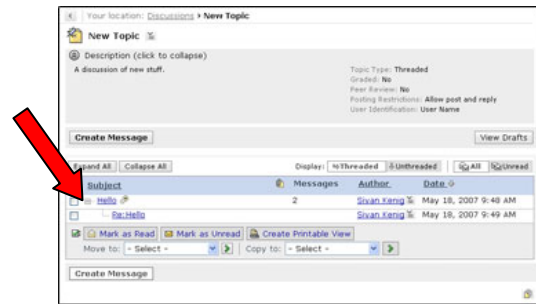 Your location: Discussions > New Topic
New Topic
Description (click to collapse)
A discussion of new stuff.
Topic Type: Threaded
Graded: No
Peer Review: No
Posting Restrictions: Allow post and reply
User Identification: User Name
Create Message
View Drafts
Expand All Collapse All Display: Threaded Unthreaded All Unread
Subject Messages Author Date
Hello 2 Sivan Kenig May 18, 2007 9:48 AM
Re:Hello Sivan Kenig May 18, 2007 9:49 AM
Mark as Read Mark as Unread Create Printable View
Move to: - Select - Copy to: - Select -
Create Message